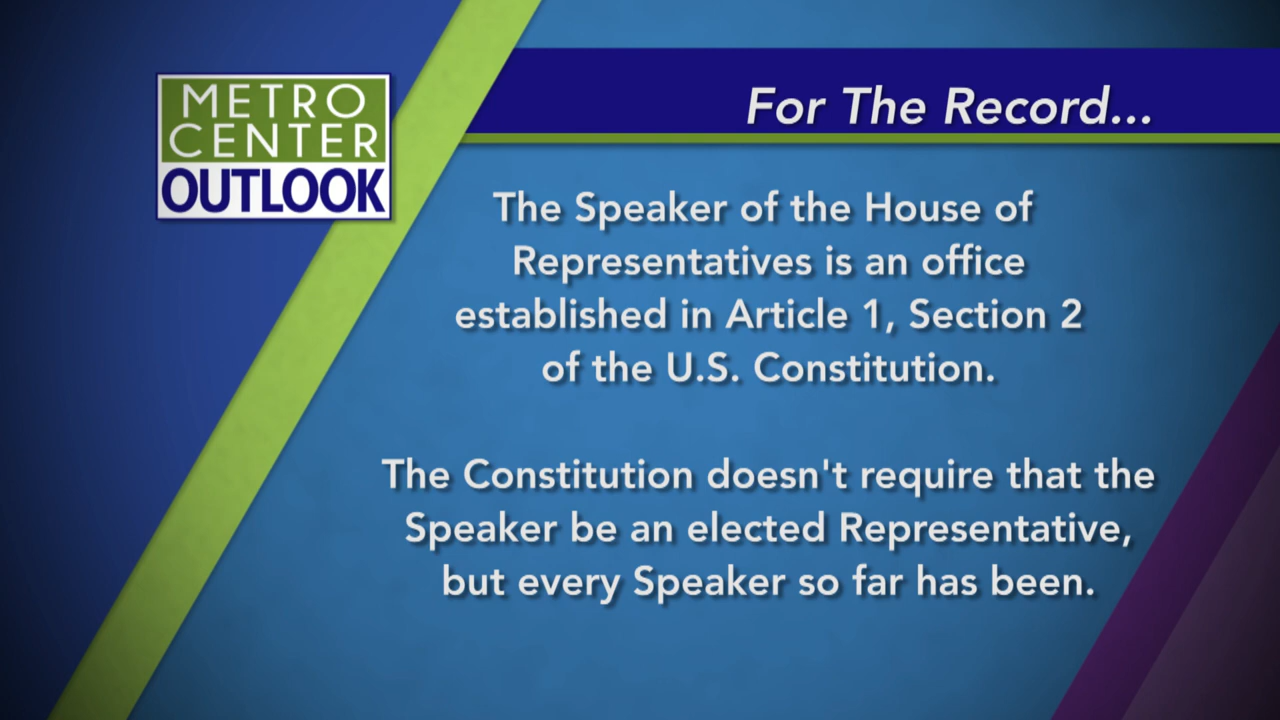 METRO
CENTER
OUTLOOK
For The Record...
The Speaker of the House of
Representatives is an office
established in Article 1, Section 2
of the U.S. Constitution.
The Constitution doesn't require that the
Speaker be an elected Representative,
but every Speaker so far has been.